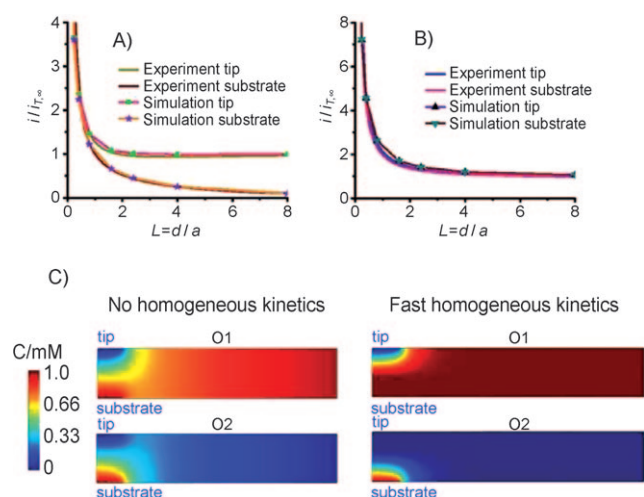 A)
Experiment tip
Experiment substrate
Simulation tip
Simulation substrate
i / i_T,∞
4
3
2
1
0
0 2 4 6 8
L=d / a
B)
Experiment tip
Experiment substrate
Simulation tip
Simulation substrate
i / i_T,∞
8
6
4
2
0
0 2 4 6 8
L=d / a
C)
No homogeneous kinetics
Fast homogeneous kinetics
C/mM
1.0
0.66
0.33
0
tip O1
substrate
tip O2
substrate
tip O1
substrate
tip O2
substrate